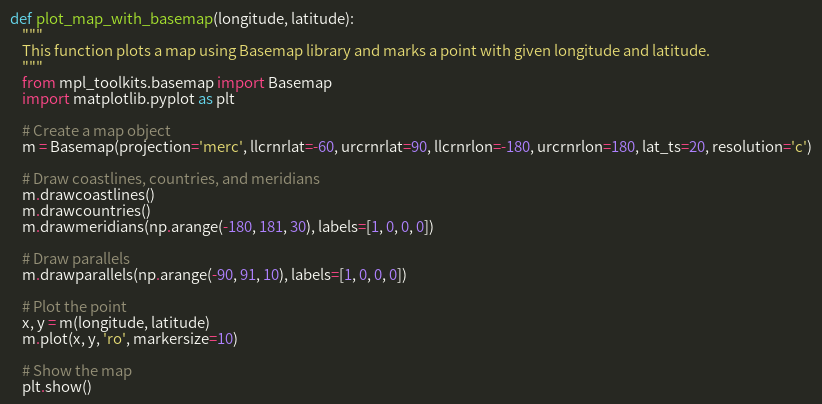 def plot_map_with_basemap(longitude, latitude):
    """
    This function plots a map using Basemap library and marks a point with given longitude and latitude.
    """
    from mpl_toolkits.basemap import Basemap
    import matplotlib.pyplot as plt

    # Create a map object
    m = Basemap(projection='merc', llcrnrlat=-60, urcrnrlat=90, llcrnrlon=-180, urcrnrlon=180, lat_ts=20, resolution='c')

    # Draw coastlines, countries, and meridians
    m.drawcoastlines()
    m.drawcountries()
    m.drawmeridians(np.arange(-180, 181, 30), labels=[1, 0, 0, 0])

    # Draw parallels
    m.drawparallels(np.arange(-90, 91, 10), labels=[1, 0, 0, 0])

    # Plot the point
    x, y = m(longitude, latitude)
    m.plot(x, y, 'ro', markersize=10)

    # Show the map
    plt.show()